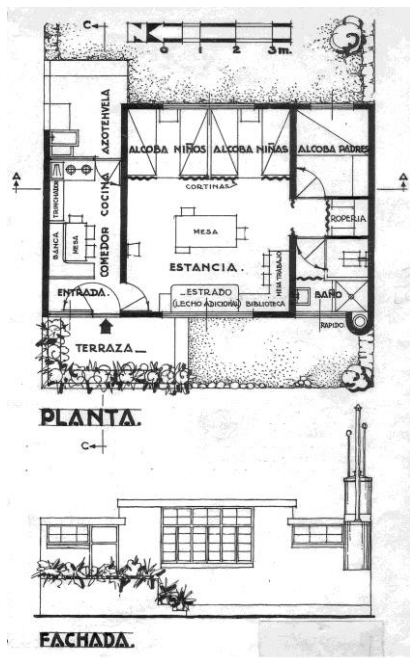 C
0 1 2 3m.
AZOTEHVELA
ALCOBA NIÑOS
ALCOBA NIÑAS
ALCOBA PADRES
CORTINAS
A
A
TRINCHADOR
COCINA
COMEDOR
BANCA
MESA
MESA
ROPERIA
ESTANCIA.
MESA TRABAJO
ENTRADA.
ESTRADO
(LECHO ADICIONAL) BIBLIOTECA
BAÑO
RAPIDO
TERRAZA
PLANTA.
C
FACHADA.